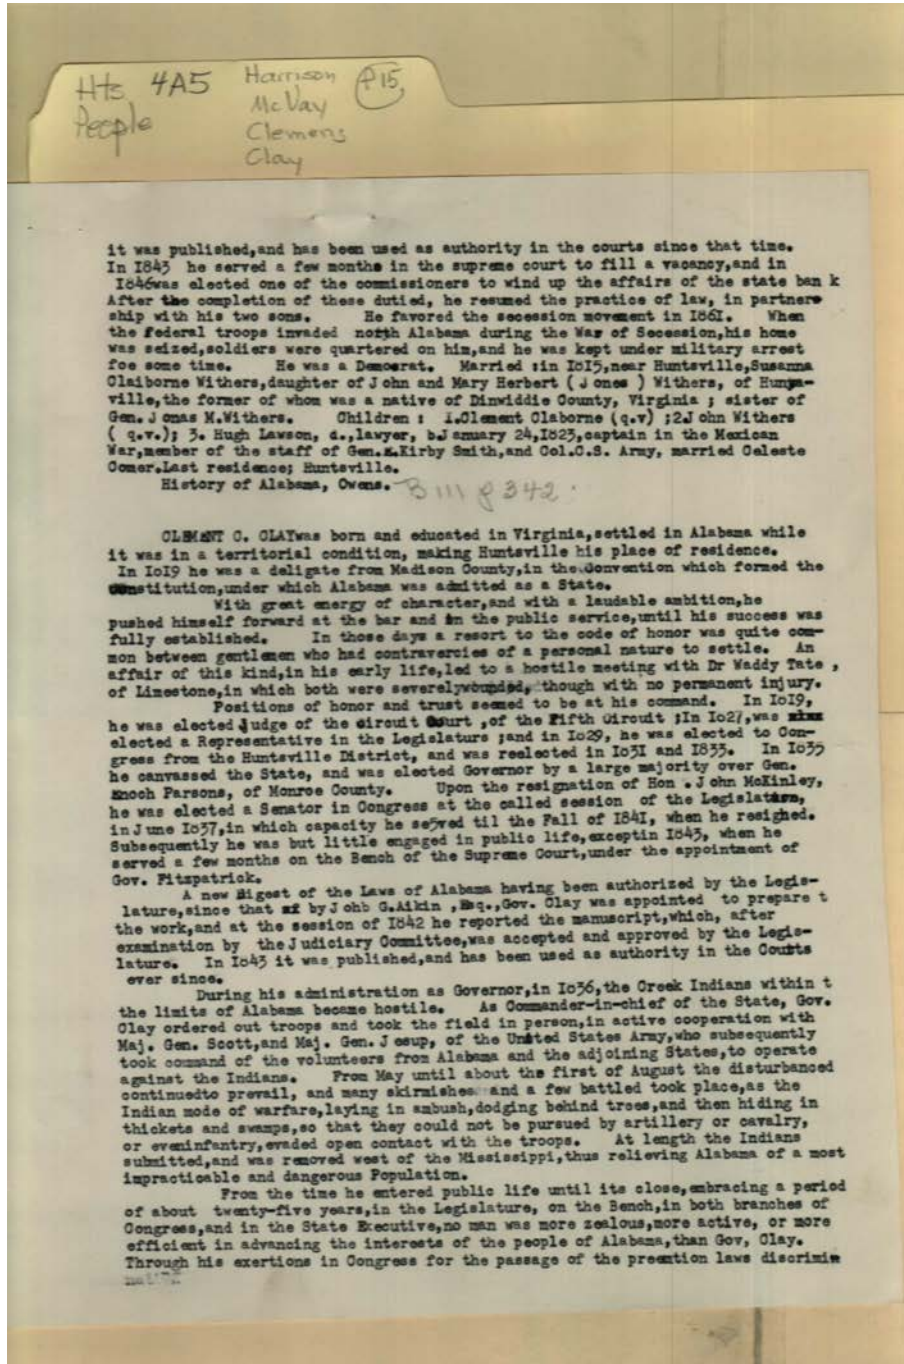 Hts 4A5 Harrison P15
People McVay
Clemens
Clay
it was published,and has been used as authority in the courts since that time.
In I843 he served a few months in the supreme court to fill a vacancy,and in
I846was elected one of the commissioners to wind up the affairs of the state ban k
After the completion of these dutied, he resumed the practice of law, in partner-
ship with his two sons. He favored the secession movement in I86I. When
the federal troops invaded north Alabama during the War of Secession,his home
was seized,soldiers were quartered on him,and he was kept under military arrest
foe some time. He was a Democrat. Married :in I8I5,near Huntsville,Susanna
Claiborne Withers,daughter of John and Mary Herbert ( Jones ) Withers, of
ville,the former of whom was a native of Dinwiddie County, Virginia ; sister of
Gen. Jonas M.Withers. Children : I.Clement Claborne (q.v) ;2.John Withers
( q.v.); 3. Hugh Lawson, d.,lawyer, b.January 24,I823,captain in the Mexican
War,member of the staff of Gen.E.Kirby Smith,and Col.C.S. Army, married Celeste
Comer.Last residence; Huntsville.
History of Alabama, Owens. B III p 342.
CLEMENT C. CLAYwas born and educated in Virginia,settled in Alabama while
it was in a territorial condition, making Huntsville his place of residence.
In I8I9 he was a deligate from Madison County,in the Convention which formed the
Constitution,under which Alabama was admitted as a State.
With great energy of character,and with a laudable ambition,he
pushed himself forward at the bar and in the public service,until his success was
fully established. In those days a resort to the code of honor was quite com-
mon between gentlemen who had contravercies of a personal nature to settle. An
affair of this kind,in his early life,led to a hostile meeting with Dr Waddy Tate ,
of Limestone,in which both were severelywounded, though with no permanent injury.
Positions of honor and trust seemed to be at his command. In I8I9,
he was elected Judge of the circuit Court ,of the Fifth Circuit ;In I827,was
elected a Representative in the Legislature ;and in I829, he was elected to Con-
gress from the Huntsville District, and was reelected in I83I and I833. In I835
he canvassed the State, and was elected Governor by a large majority over Gen.
Enoch Parsons, of Monroe County. Upon the resignation of Hon . John McKinley,
he was elected a Senator in Congress at the called session of the Legislature,
in June I837,in which capacity he se5ved til the Fall of I841, when he resighed.
Subsequently he was but little engaged in public life,exceptin I843, when he
served a few months on the Bench of the Supreme Court,under the appointment of
Gov. Fitzpatrick.
A new Digest of the Laws of Alabama having been authorized by the Legis-
lature,since that by Johb G.Aikin ,Esq.,Gov. Clay was appointed to prepare t
the work,and at the session of I842 he reported the manuscript,which, after
examination by the Judiciary Committee,was accepted and approved by the Legis-
lature. In I843 it was published,and has been used as authority in the Courts
ever since.
During his administration as Governor,in I836,the Creek Indians within t
the limits of Alabama became hostile. As Commander-in-chief of the State, Gov.
Clay ordered out troops and took the field in person,in active cooperation with
Maj. Gen. Scott,and Maj. Gen. Jesup, of the United States Army,who subsequently
took command of the volunteers from Alabama and the adjoining States,to operate
against the Indians. From May until about the first of August the disturbanced
continuedto prevail, and many skirmishes and a few battled took place,as the
Indian mode of warfare,laying in ambush,dodging behind trees,and then hiding in
thickets and swamps,so that they could not be pursued by artillery or cavalry,
or eveninfantry,evaded open contact with the troops. At length the Indians
submitted,and was removed west of the Mississippi,thus relieving Alabama of a most
impracticable and dangerous Population.
From the time he entered public life until its close,embracing a period
of about twenty-five years,in the Legislature, on the Bench,in both branches of
Congress,and in the State Executive,no man was more zealous,more active, or more
efficient in advancing the interests of the people of Alabama,than Gov, Clay.
Through his exertions in Congress for the passage of the preemtion laws discrimin